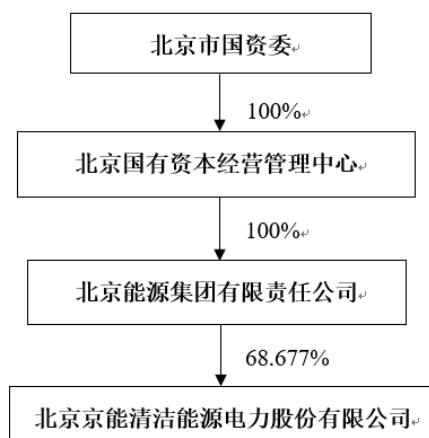 北京市国资委
100%
北京国有资本经营管理中心
100%
北京能源集团有限责任公司
68.677%
北京京能清洁能源电力股份有限公司